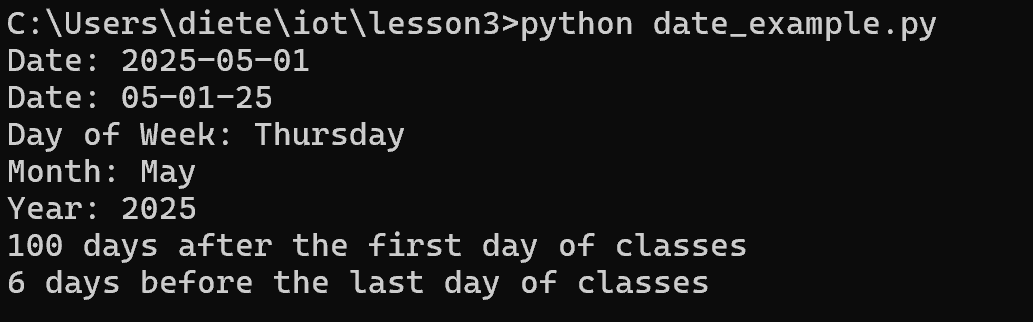 C:\Users\diete\iot\lesson3>python date_example.py
Date: 2025-05-01
Date: 05-01-25
Day of Week: Thursday
Month: May
Year: 2025
100 days after the first day of classes
6 days before the last day of classes